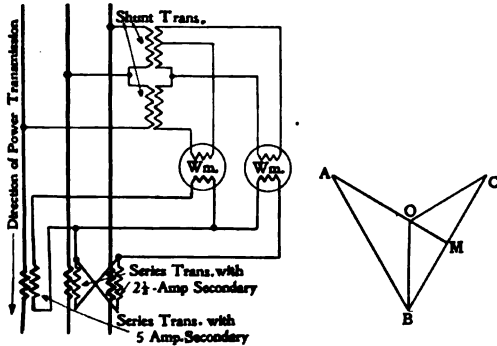 Shunt Trans.
Direction of Power Transmission
Wm.
Wm.
Series Trans. with
2½-Amp Secondary
Series Trans. with
5 Amp. Secondary
A
O
C
M
B